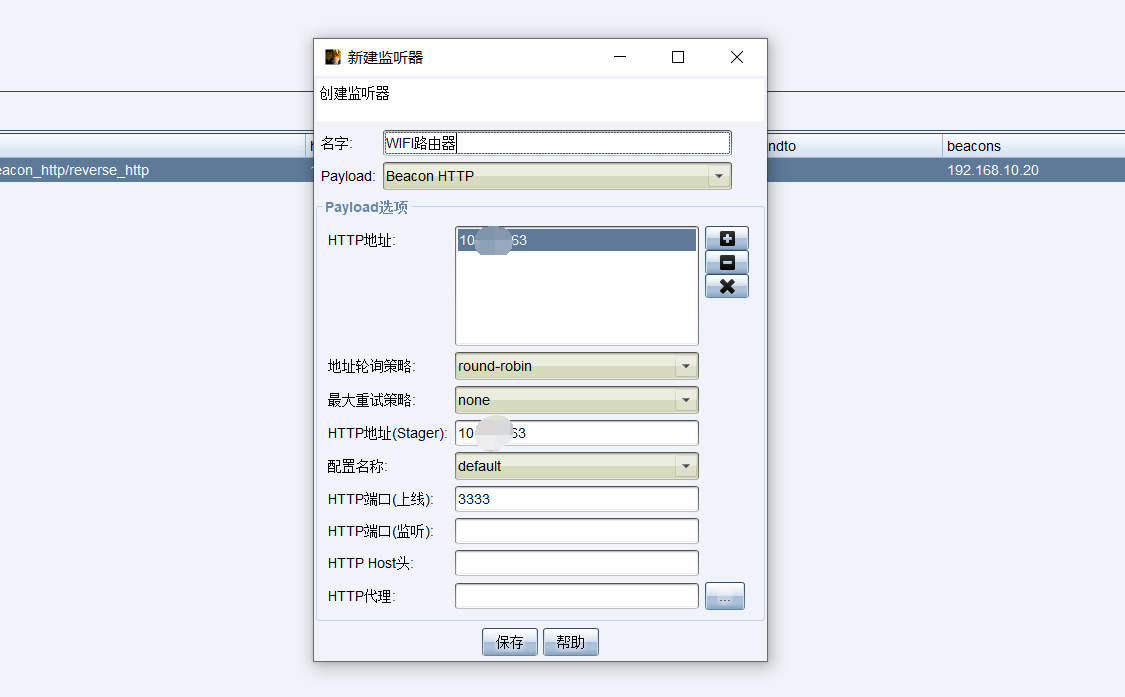 新建监听器
创建监听器
名字: WIFI路由器
ndto beacons
eacon_http/reverse_http 192.168.10.20
Payload: Beacon HTTP
Payload选项
HTTP地址: 10 63
地址轮询策略: round-robin
最大重试策略: none
HTTP地址(Stager): 10 63
配置名称: default
HTTP端口(上线): 3333
HTTP端口(监听):
HTTP Host头:
HTTP代理: ...
保存 帮助